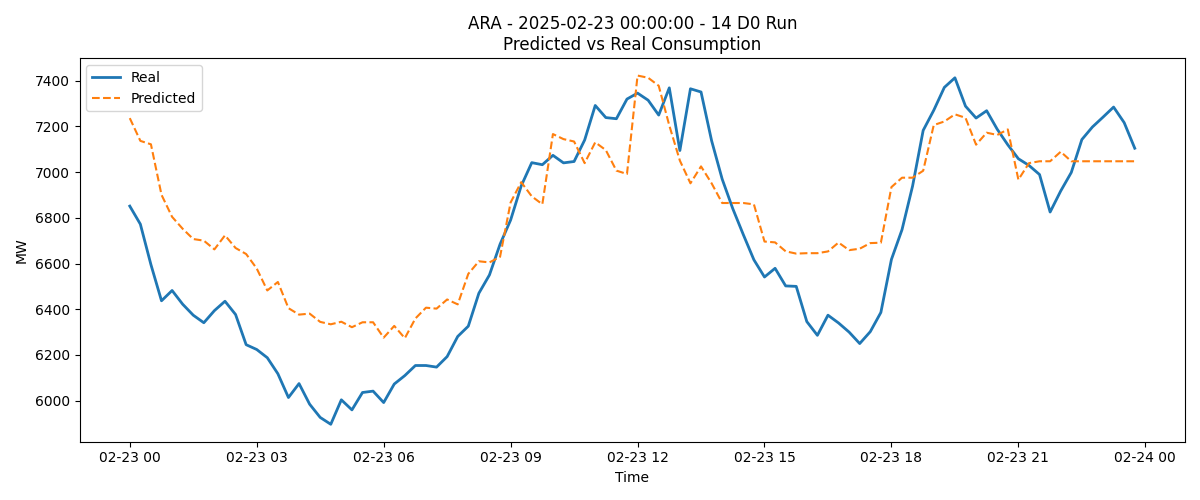 ARA - 2025-02-23 00:00:00 - 14 D0 Run
Predicted vs Real Consumption
Real
Predicted
7400
7200
7000
6800
6600
6400
6200
6000
MW
02-23 00
02-23 03
02-23 06
02-23 09
02-23 12
02-23 15
02-23 18
02-23 21
02-24 00
Time